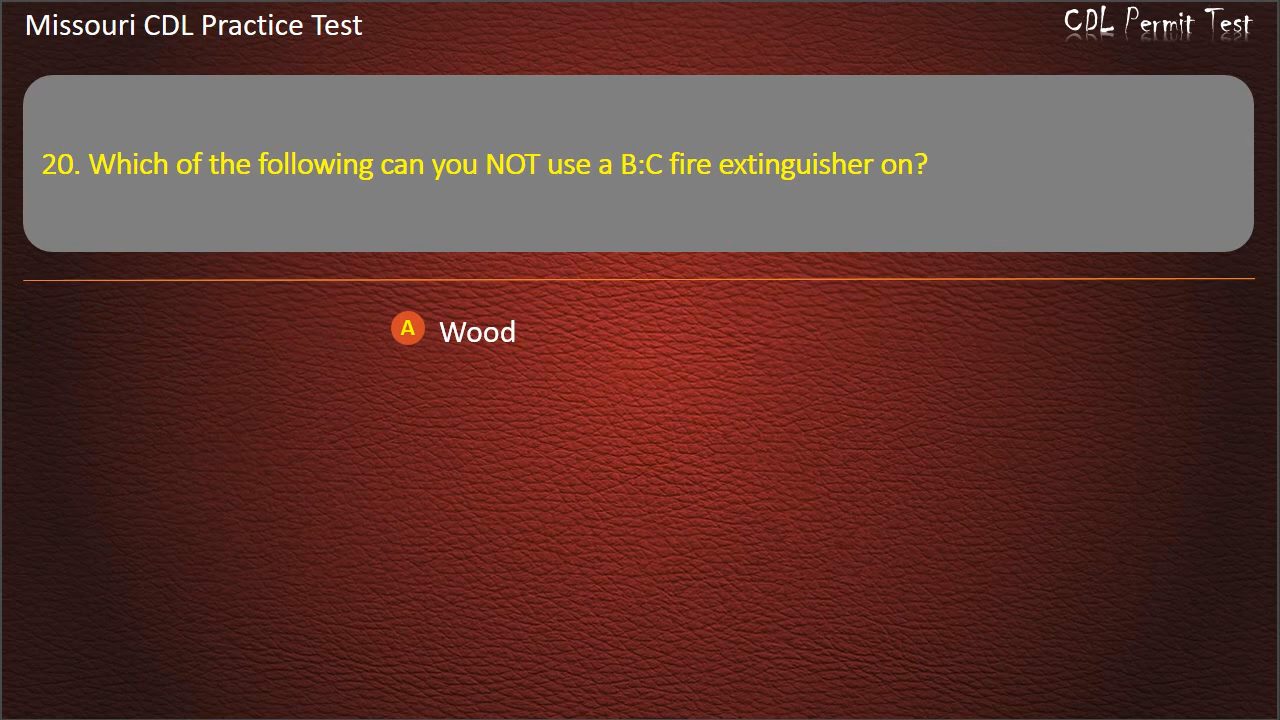 Missouri CDL Practice Test
CDL Permit Test
20. Which of the following can you NOT use a B:C fire extinguisher on?
A Wood